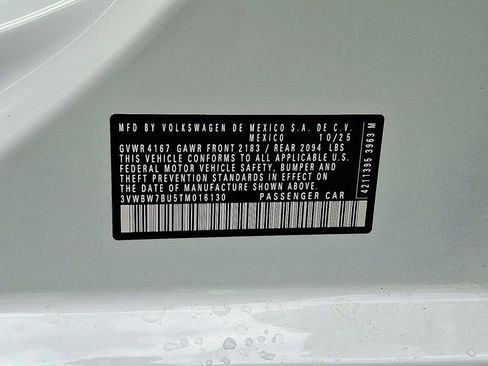 MFD. BY VOLKSWAGEN DE MEXICO S.A. DE C.V.
MEXICO 10/25
GVWR 4167 GAWR FRONT 2183 / REAR 2094 LBS
THIS VEHICLE CONFORMS TO ALL APPLICABLE U.S.
FEDERAL MOTOR VEHICLE SAFETY, BUMPER AND
THEFT PREVENTION STANDARDS IN EFFECT ON
THE DATE OF MANUFACTURE SHOWN ABOVE.
3VWBW7BU5TM016130 PASSENGER CAR
4211395 3963 M